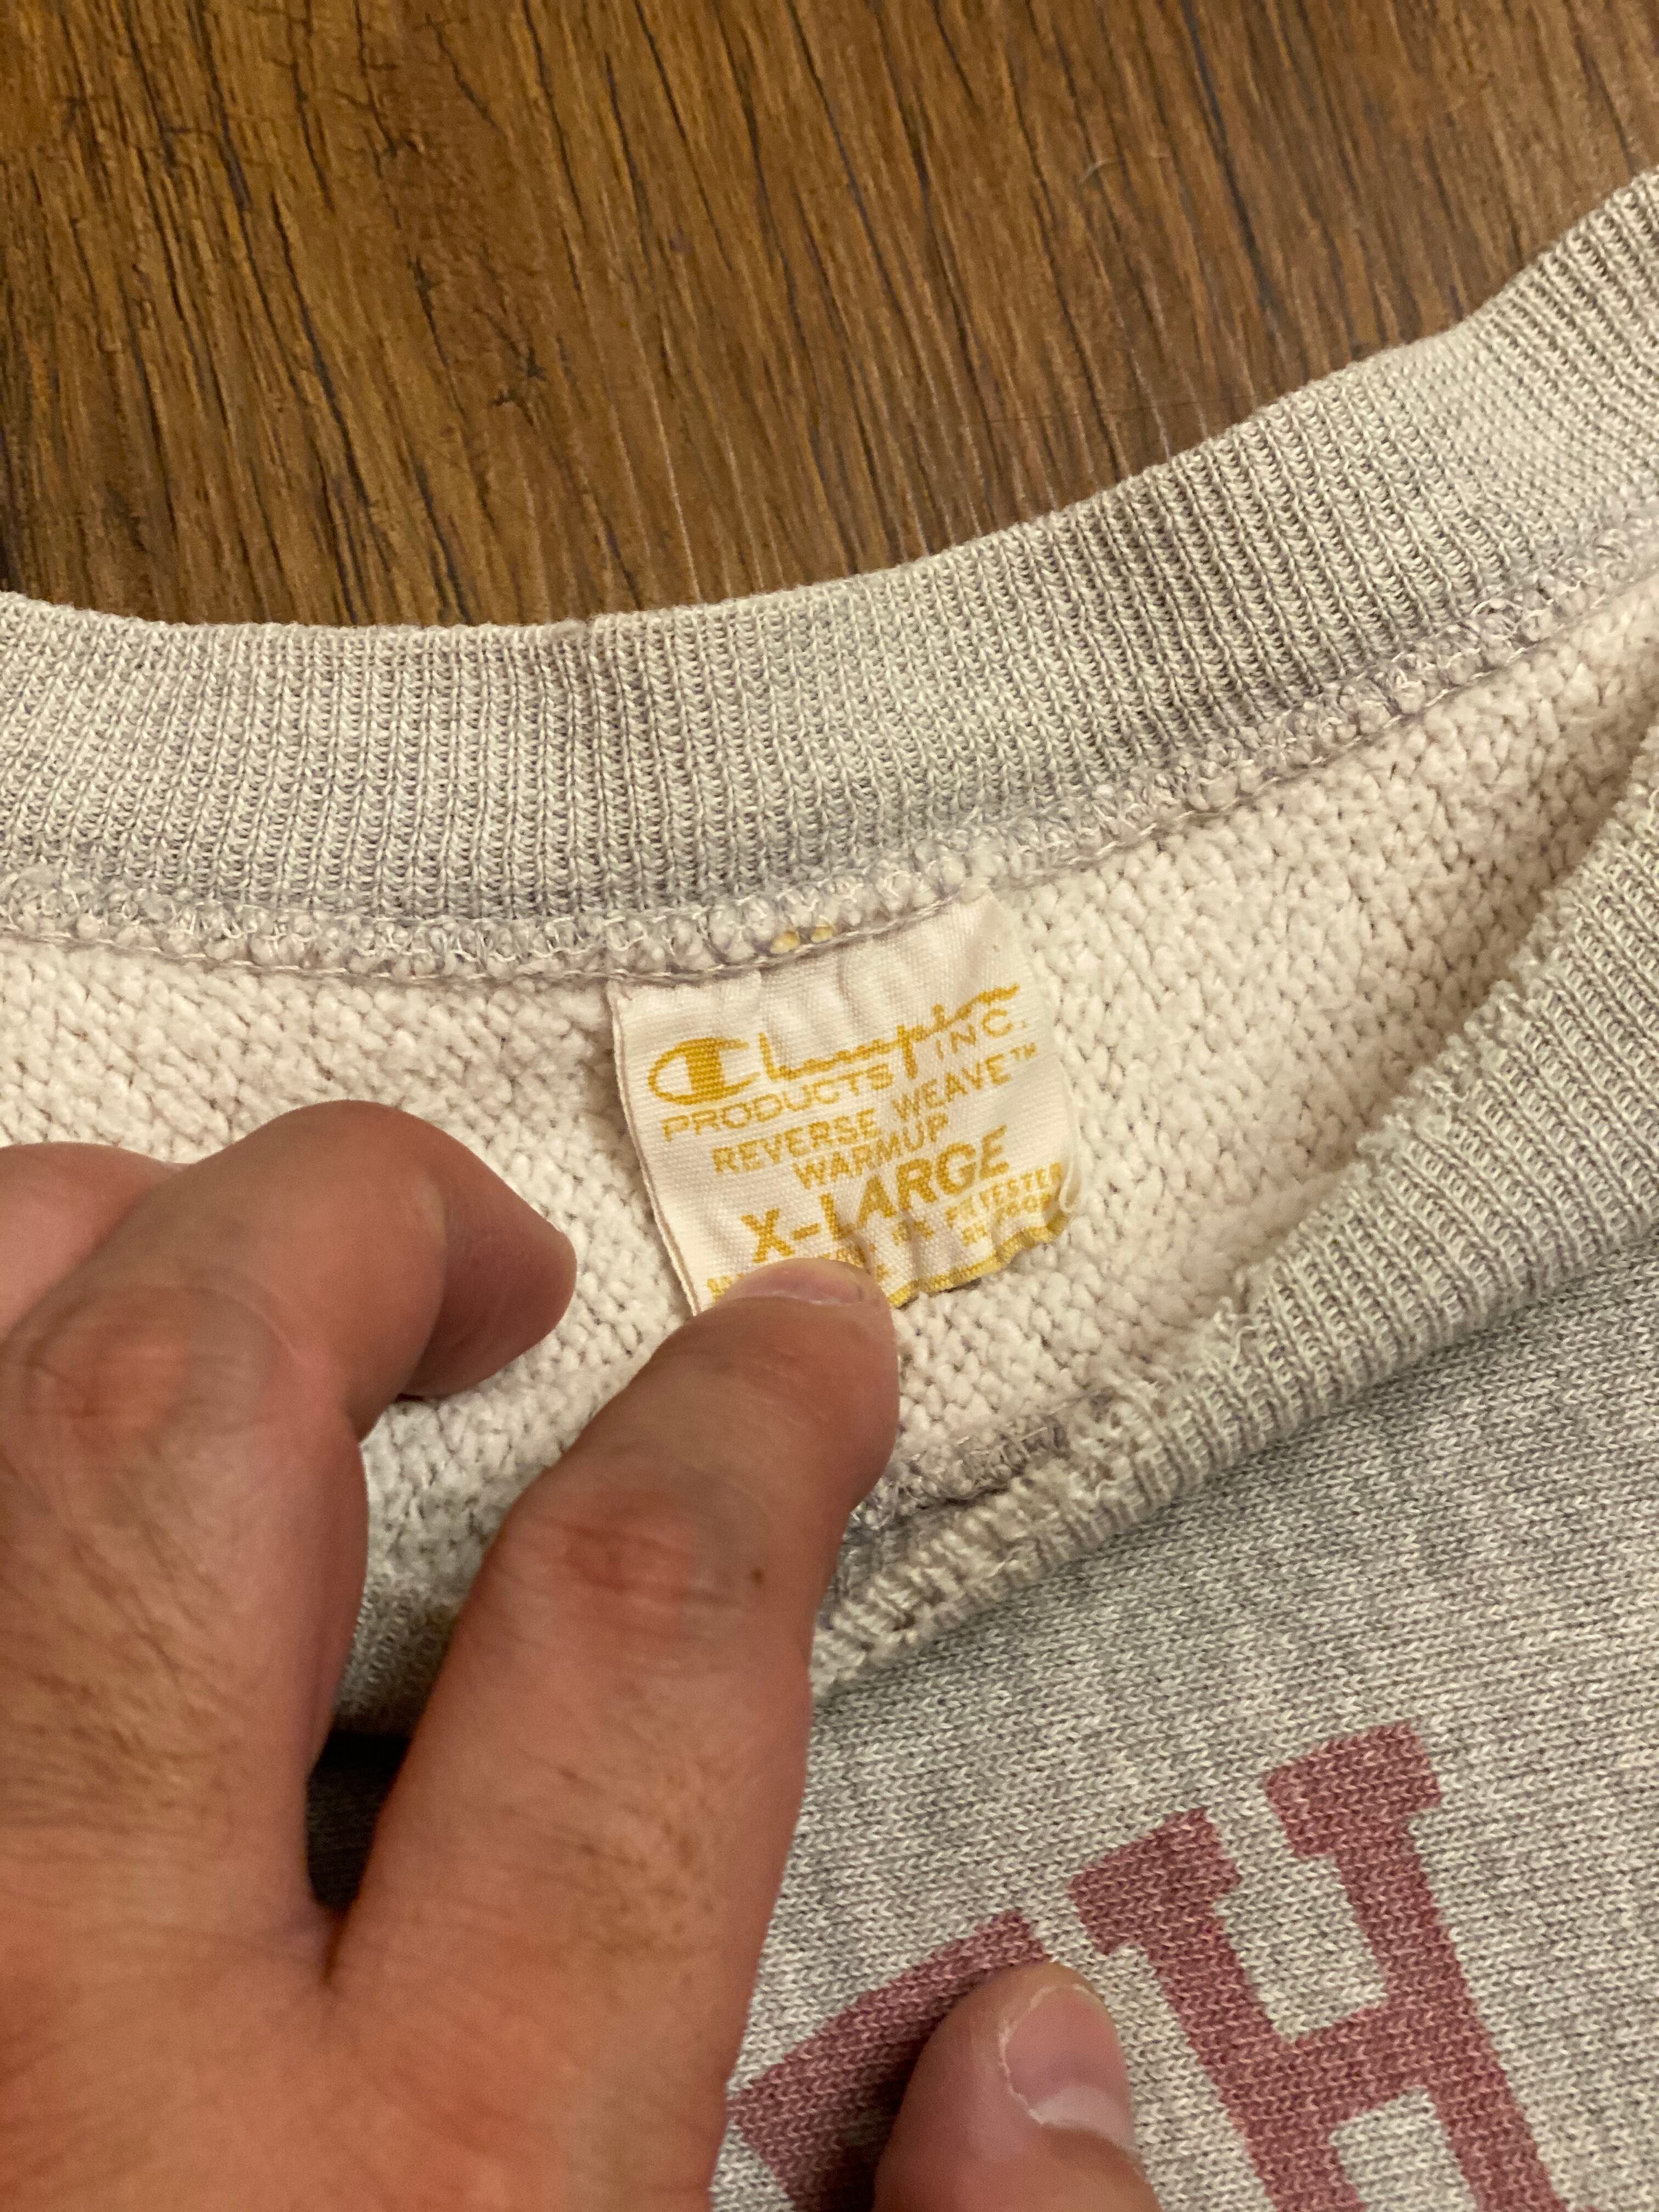 Champion
PRODUCTS INC.
REVERSE WEAVE™
WARMUP
X-LARGE
H